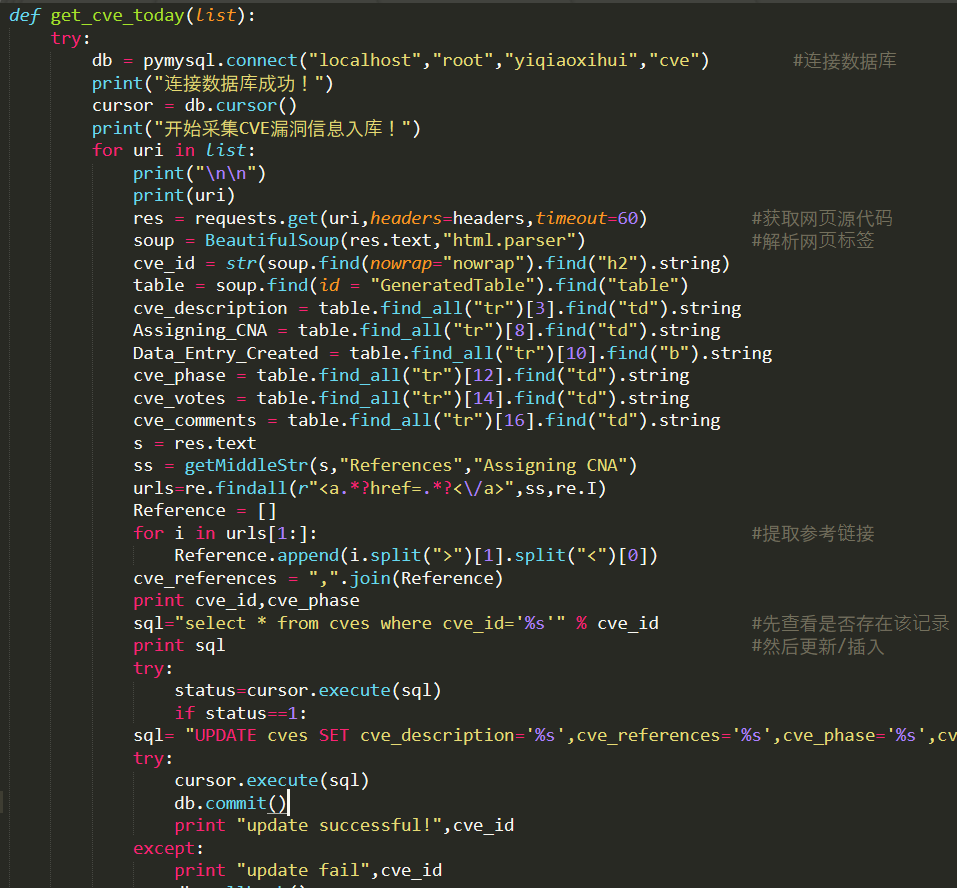 def get_cve_today(list):
    try:
        db = pymysql.connect("localhost","root","yiqiaoxihui","cve")        #连接数据库
        print("连接数据库成功！")
        cursor = db.cursor()
        print("开始采集CVE漏洞信息入库！")
        for uri in list:
            print("\n\n")
            print(uri)
            res = requests.get(uri,headers=headers,timeout=60)          #获取网页源代码
            soup = BeautifulSoup(res.text,"html.parser")                #解析网页标签
            cve_id = str(soup.find(nowrap="nowrap").find("h2").string)
            table = soup.find(id = "GeneratedTable").find("table")
            cve_description = table.find_all("tr")[3].find("td").string
            Assigning_CNA = table.find_all("tr")[8].find("td").string
            Data_Entry_Created = table.find_all("tr")[10].find("b").string
            cve_phase = table.find_all("tr")[12].find("td").string
            cve_votes = table.find_all("tr")[14].find("td").string
            cve_comments = table.find_all("tr")[16].find("td").string
            s = res.text
            ss = getMiddleStr(s,"References","Assigning CNA")
            urls=re.findall(r"<a.*?href=.*?<\/a>",ss,re.I)
            Reference = []
            for i in urls[1:]:                                          #提取参考链接
                Reference.append(i.split(">")[1].split("<")[0])
            cve_references = ",".join(Reference)
            print cve_id,cve_phase
            sql="select * from cves where cve_id='%s'" % cve_id         #先查看是否存在该记录
            print sql                                                   #然后更新/插入
            try:
                status=cursor.execute(sql)
                if status==1:
            sql= "UPDATE cves SET cve_description='%s',cve_references='%s',cve_phase='%s',cv
            try:
                cursor.execute(sql)
                db.commit()
                print "update successful!",cve_id
            except:
                print "update fail",cve_id